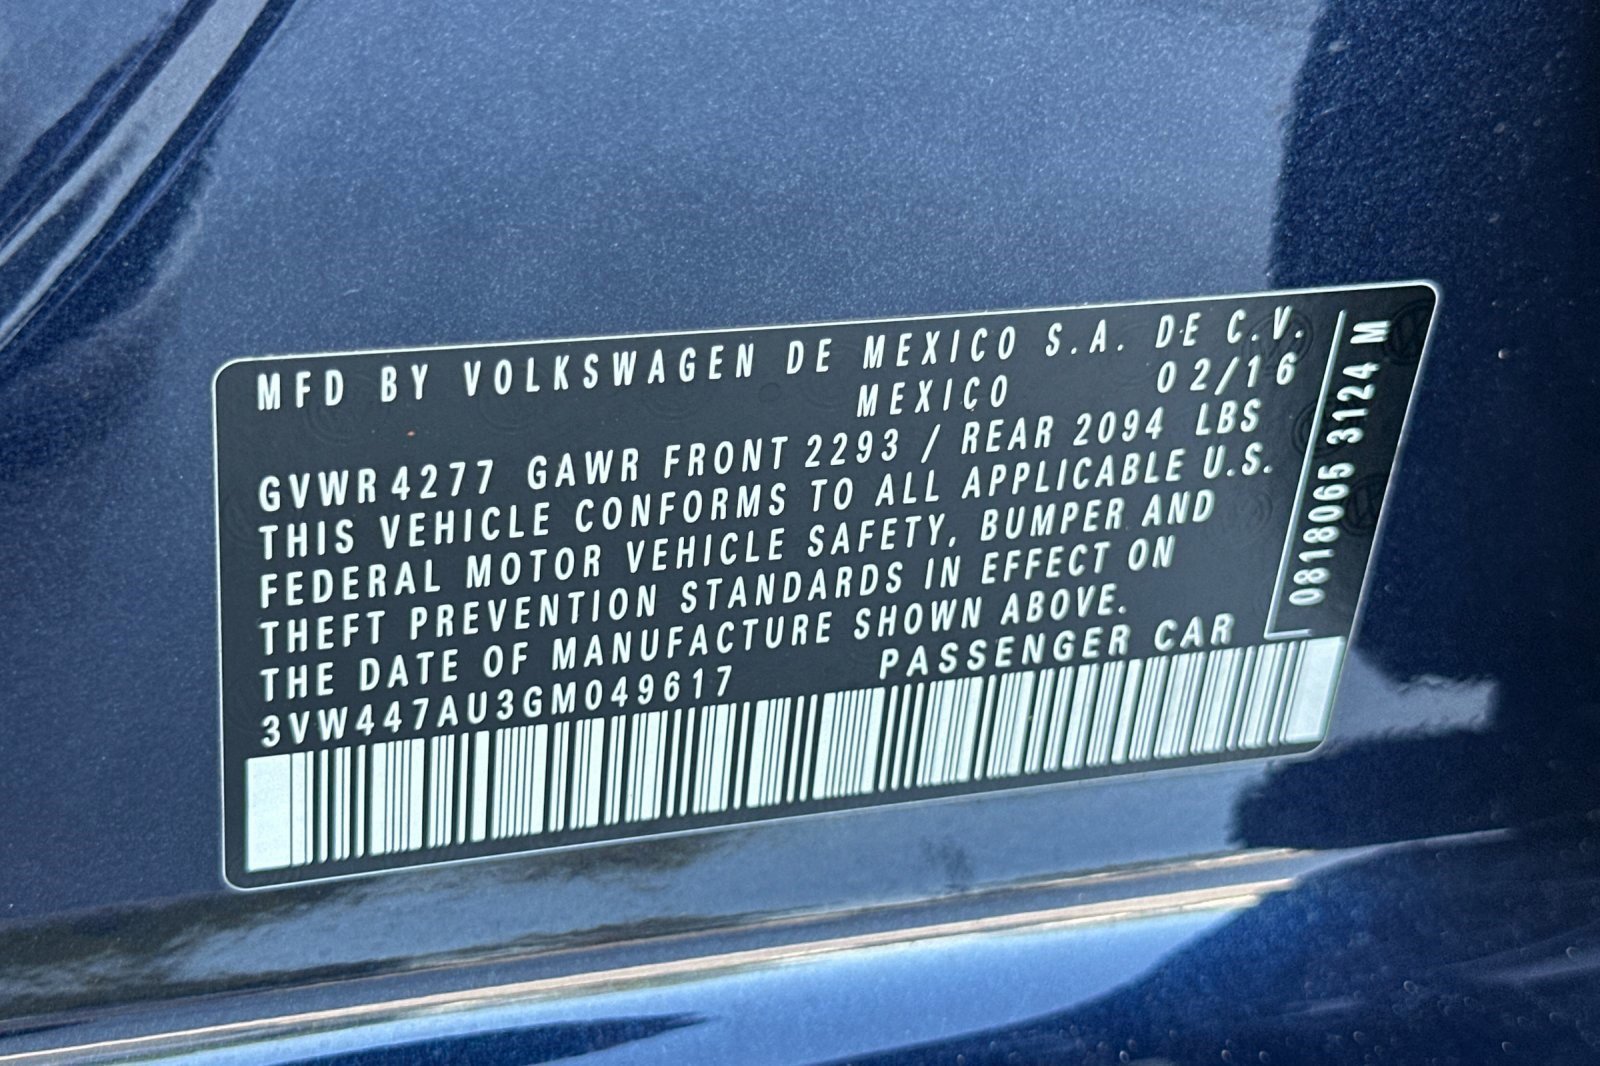 MFD BY VOLKSWAGEN DE MEXICO S.A. DE C.V.
MEXICO 02/16
GVWR 4277 GAWR FRONT 2293 / REAR 2094 LBS
THIS VEHICLE CONFORMS TO ALL APPLICABLE U.S.
FEDERAL MOTOR VEHICLE SAFETY, BUMPER AND
THEFT PREVENTION STANDARDS IN EFFECT ON
THE DATE OF MANUFACTURE SHOWN ABOVE.
3VW447AU3GM049617 PASSENGER CAR
0818065 3124 M